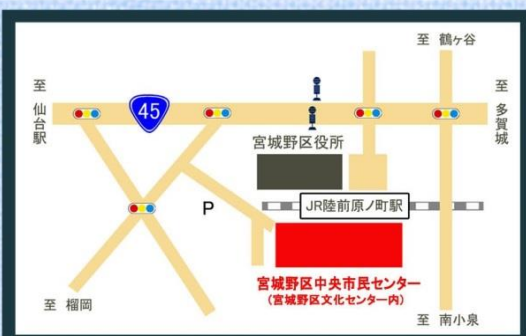 至 鶴ヶ谷
至 仙台駅
45
至 多賀城
宮城野区役所
P
JR陸前原ノ町駅
宮城野区中央市民センター
(宮城野区文化センター内)
至 榴岡
至 南小泉